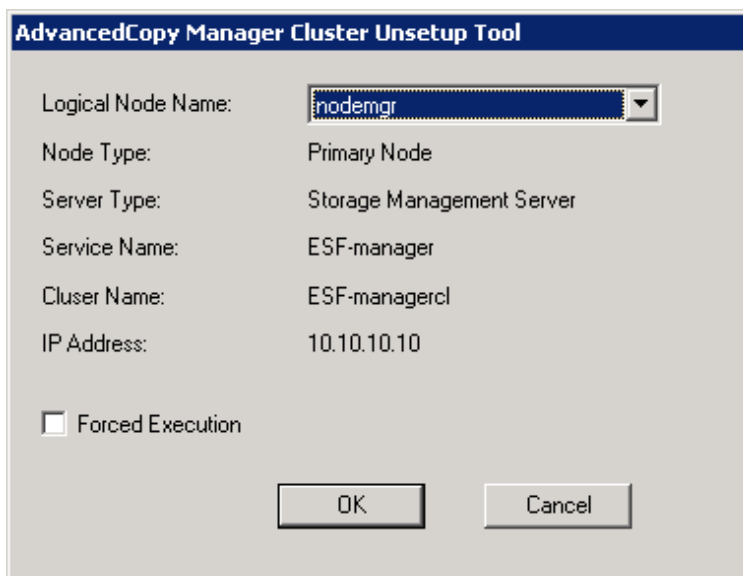 AdvancedCopy Manager Cluster Unsetup Tool
Logical Node Name: nodemgr
Node Type: Primary Node
Server Type: Storage Management Server
Service Name: ESF-manager
Cluser Name: ESF-managercl
IP Address: 10.10.10.10
Forced Execution
OK Cancel